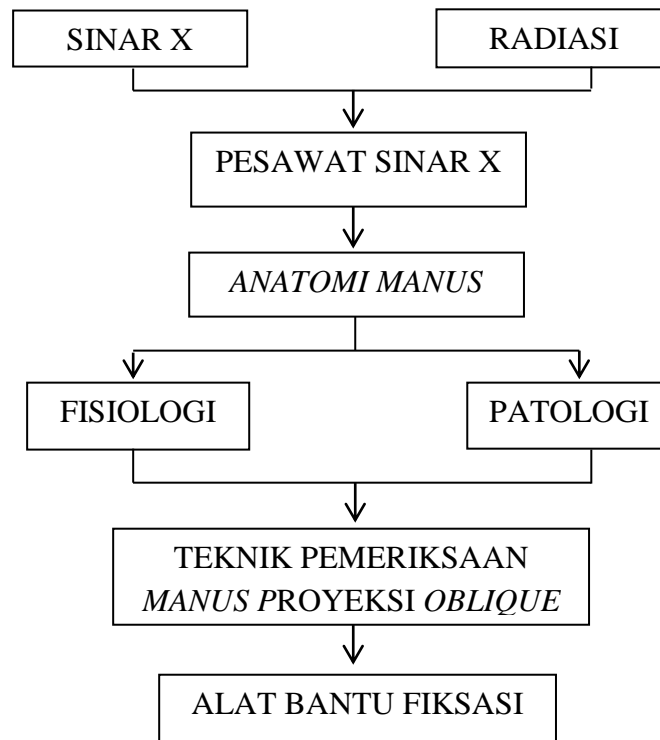 SINAR X
RADIASI
PESAWAT SINAR X
ANATOMI MANUS
FISIOLOGI
PATOLOGI
TEKNIK PEMERIKSAAN
MANUS PROYEKSI OBLIQUE
ALAT BANTU FIKSASI